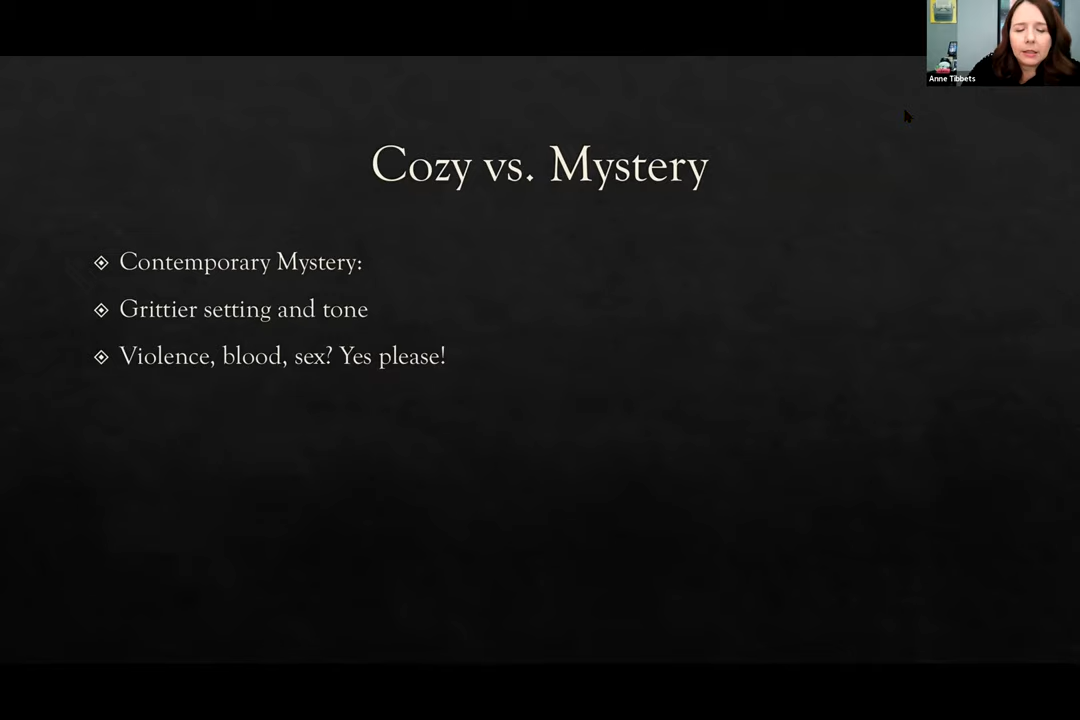 Anne Tibbets
Cozy vs. Mystery
Contemporary Mystery:
Grittier setting and tone
Violence, blood, sex? Yes please!